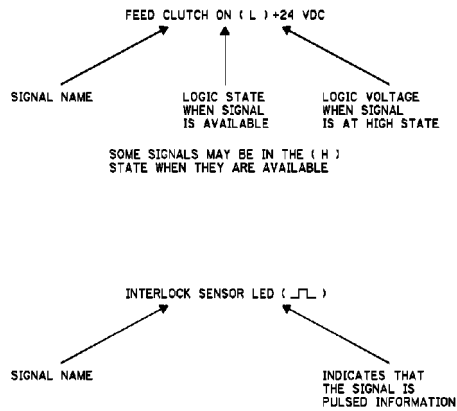 FEED CLUTCH ON ( L ) +24 VDC
SIGNAL NAME
LOGIC STATE
WHEN SIGNAL
IS AVAILABLE
LOGIC VOLTAGE
WHEN SIGNAL
IS AT HIGH STATE
SOME SIGNALS MAY BE IN THE ( H )
STATE WHEN THEY ARE AVAILABLE
INTERLOCK SENSOR LED ( )
SIGNAL NAME
INDICATES THAT
THE SIGNAL IS
PULSED INFORMATION